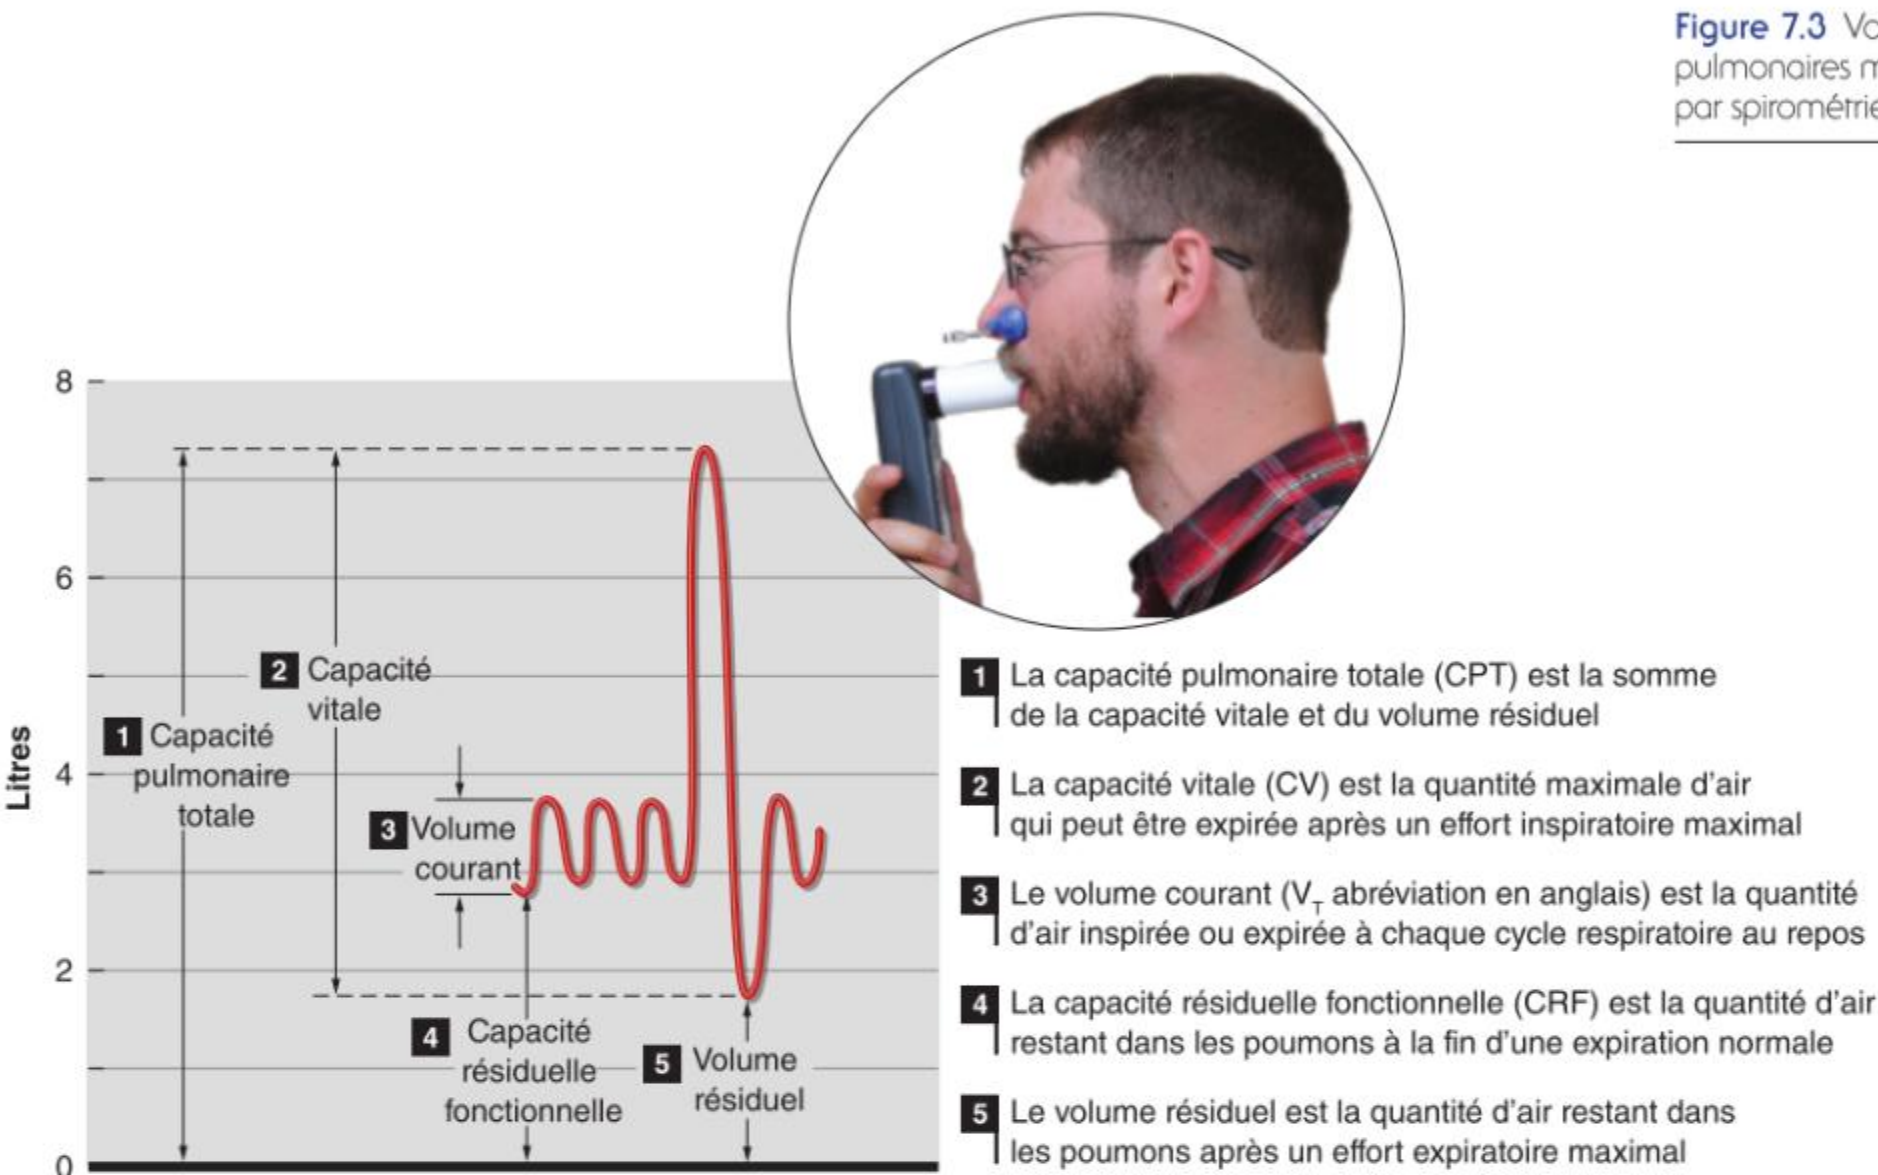 Figure 7.3
pulmonaires
par spirométrie
8
6
4
2
0
Litres
1 Capacité
pulmonaire
totale
2 Capacité
vitale
3 Volume
courant
4 Capacité
résiduelle
fonctionnelle
5 Volume
résiduel
1 La capacité pulmonaire totale (CPT) est la somme
de la capacité vitale et du volume résiduel
2 La capacité vitale (CV) est la quantité maximale d'air
qui peut être expirée après un effort inspiratoire maximal
3 Le volume courant (V_T abréviation en anglais) est la quantité
d'air inspirée ou expirée à chaque cycle respiratoire au repos
4 La capacité résiduelle fonctionnelle (CRF) est la quantité d'air
restant dans les poumons à la fin d'une expiration normale
5 Le volume résiduel est la quantité d'air restant dans
les poumons après un effort expiratoire maximal